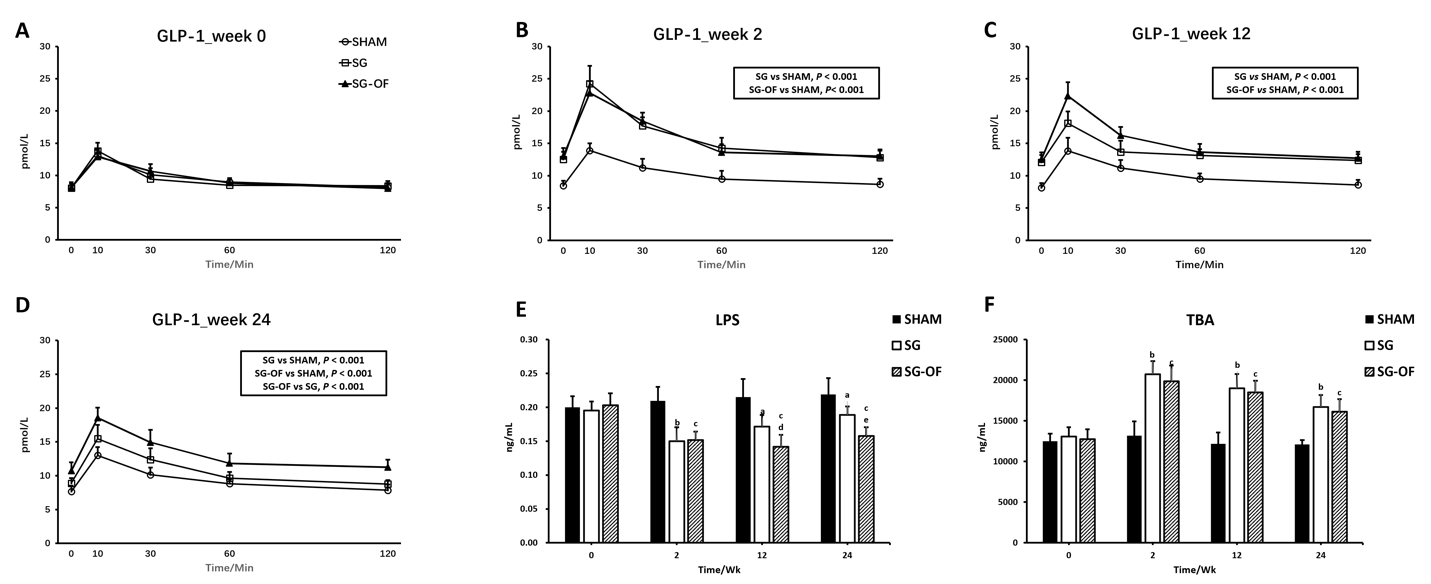 A
GLP-1_week 0
SHAM
SG
SG-OF
30
25
20
15
10
5
0
pmol/L
0 10 30 60 120
Time/Min
B
GLP-1_week 2
SG vs SHAM, P < 0.001
SG-OF vs SHAM, P< 0.001
30
25
20
15
10
5
0
pmol/L
0 10 30 60 120
Time/Min
C
GLP-1_week 12
SG vs SHAM, P < 0.001
SG-OF vs SHAM, P < 0.001
30
25
20
15
10
5
0
pmol/L
0 10 30 60 120
Time/Min
D
GLP-1_week 24
SG vs SHAM, P < 0.001
SG-OF vs SHAM, P < 0.001
SG-OF vs SG, P < 0.001
30
25
20
15
10
5
0
pmol/L
0 10 30 60 120
Time/Min
E
LPS
SHAM
SG
SG-OF
0.30
0.25
0.20
0.15
0.10
0.05
0.00
ng/mL
b c
a c
d
a c
e
0 2 12 24
Time/Wk
F
TBA
SHAM
SG
SG-OF
25000
20000
15000
10000
5000
0
ng/mL
b c
b c
b c
0 2 12 24
Time/Wk